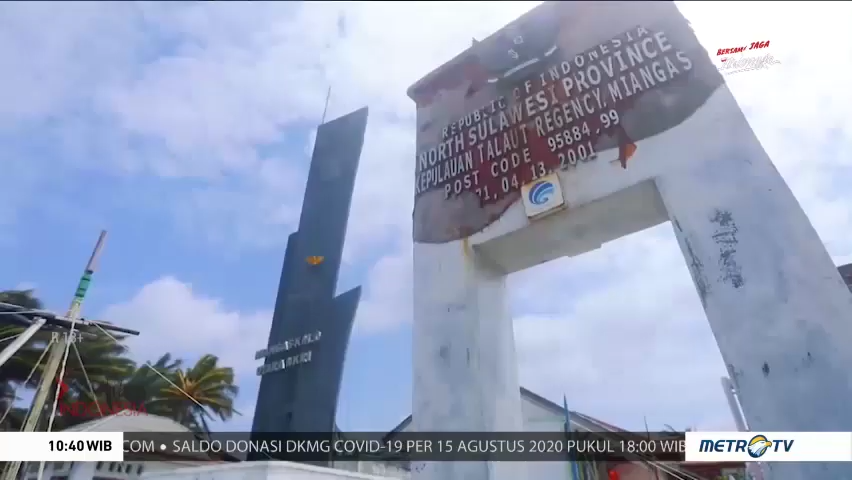 BERSAMA JAGA
REPUBLIC OF INDONESIA
NORTH SULAWESI PROVINCE
KEPULAUAN TALAUT REGENCY, MIANGAS
POST CODE 95884,99
21, 04, 13, 2001
R 13+
INDONESIA
10:40 WIB
COM • SALDO DONASI DKMG COVID-19 PER 15 AGUSTUS 2020 PUKUL 18:00 WIB
METRO TV